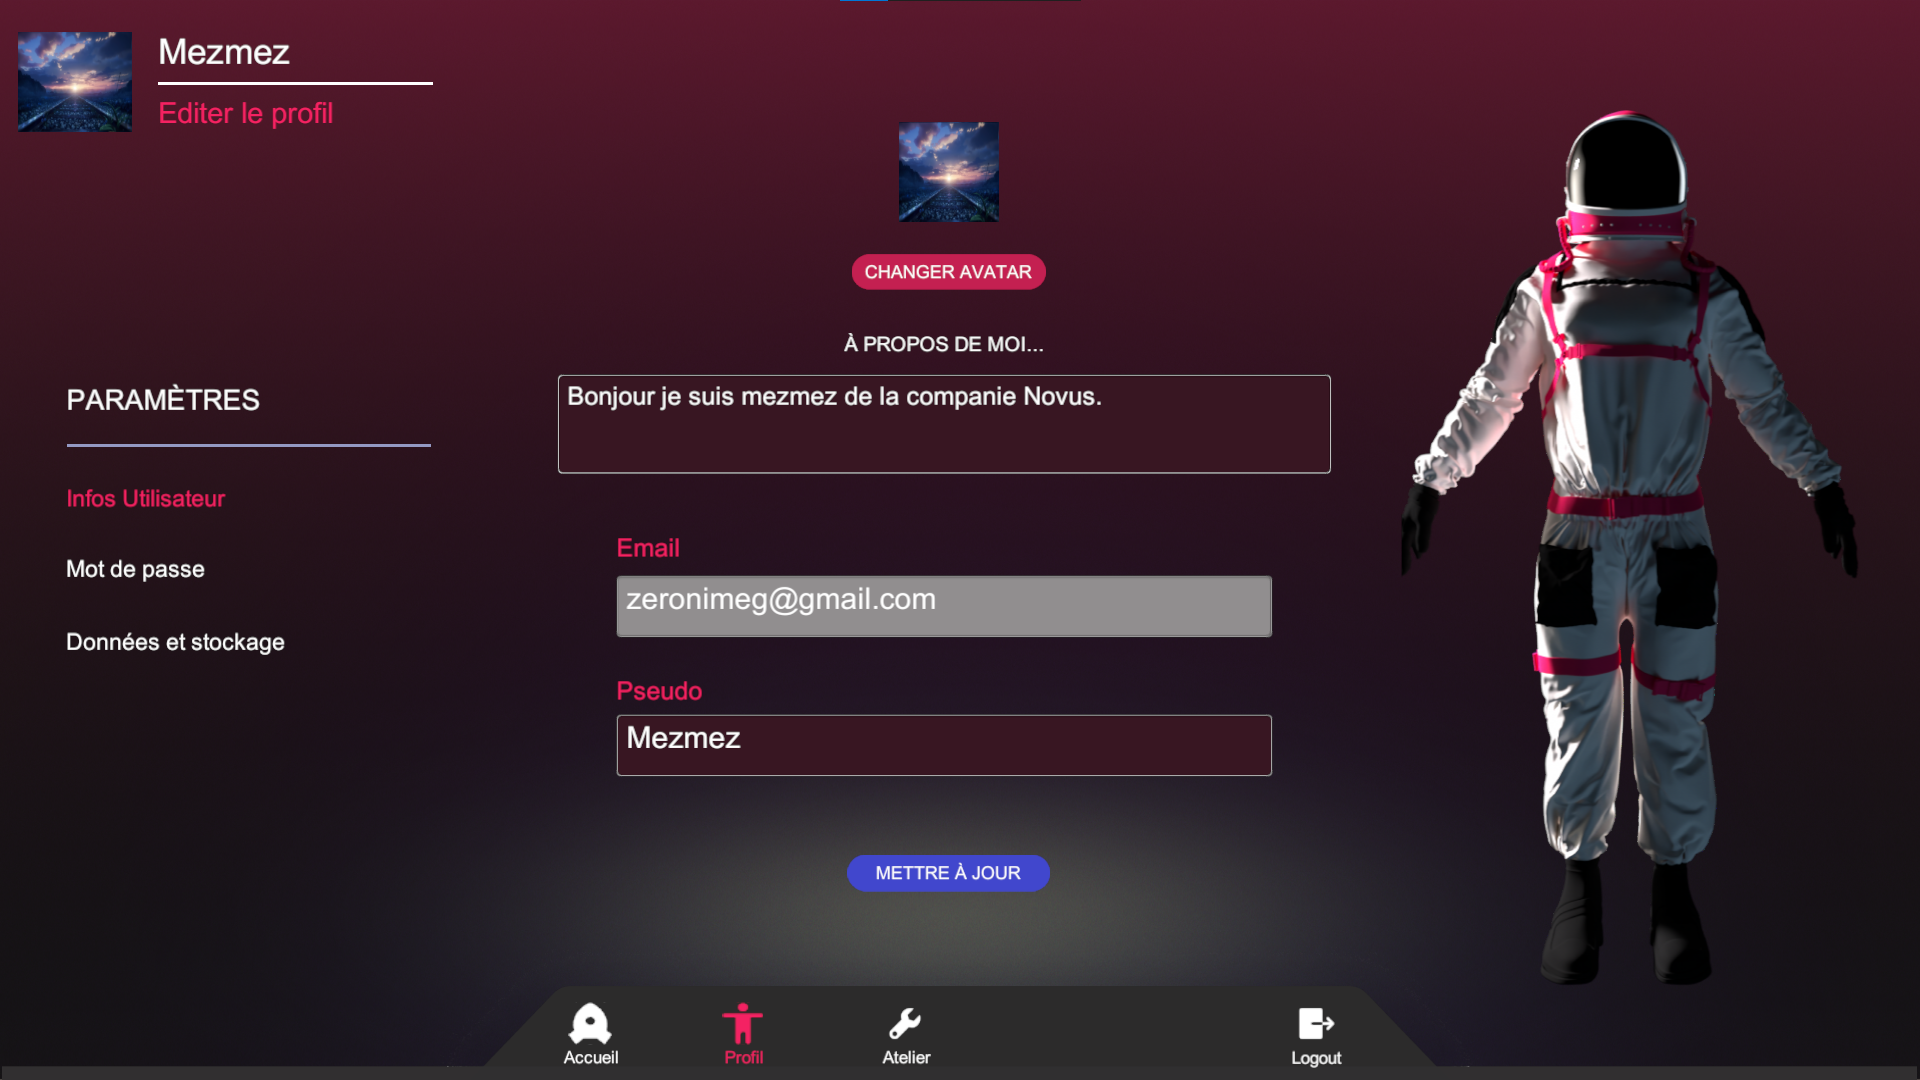 Mezmez
Editer le profil
CHANGER AVATAR
À PROPOS DE MOI...
Bonjour je suis mezmez de la companie Novus.
PARAMÈTRES
Infos Utilisateur
Mot de passe
Données et stockage
Email
zeronimeg@gmail.com
Pseudo
Mezmez
METTRE À JOUR
Accueil
Profil
Atelier
Logout